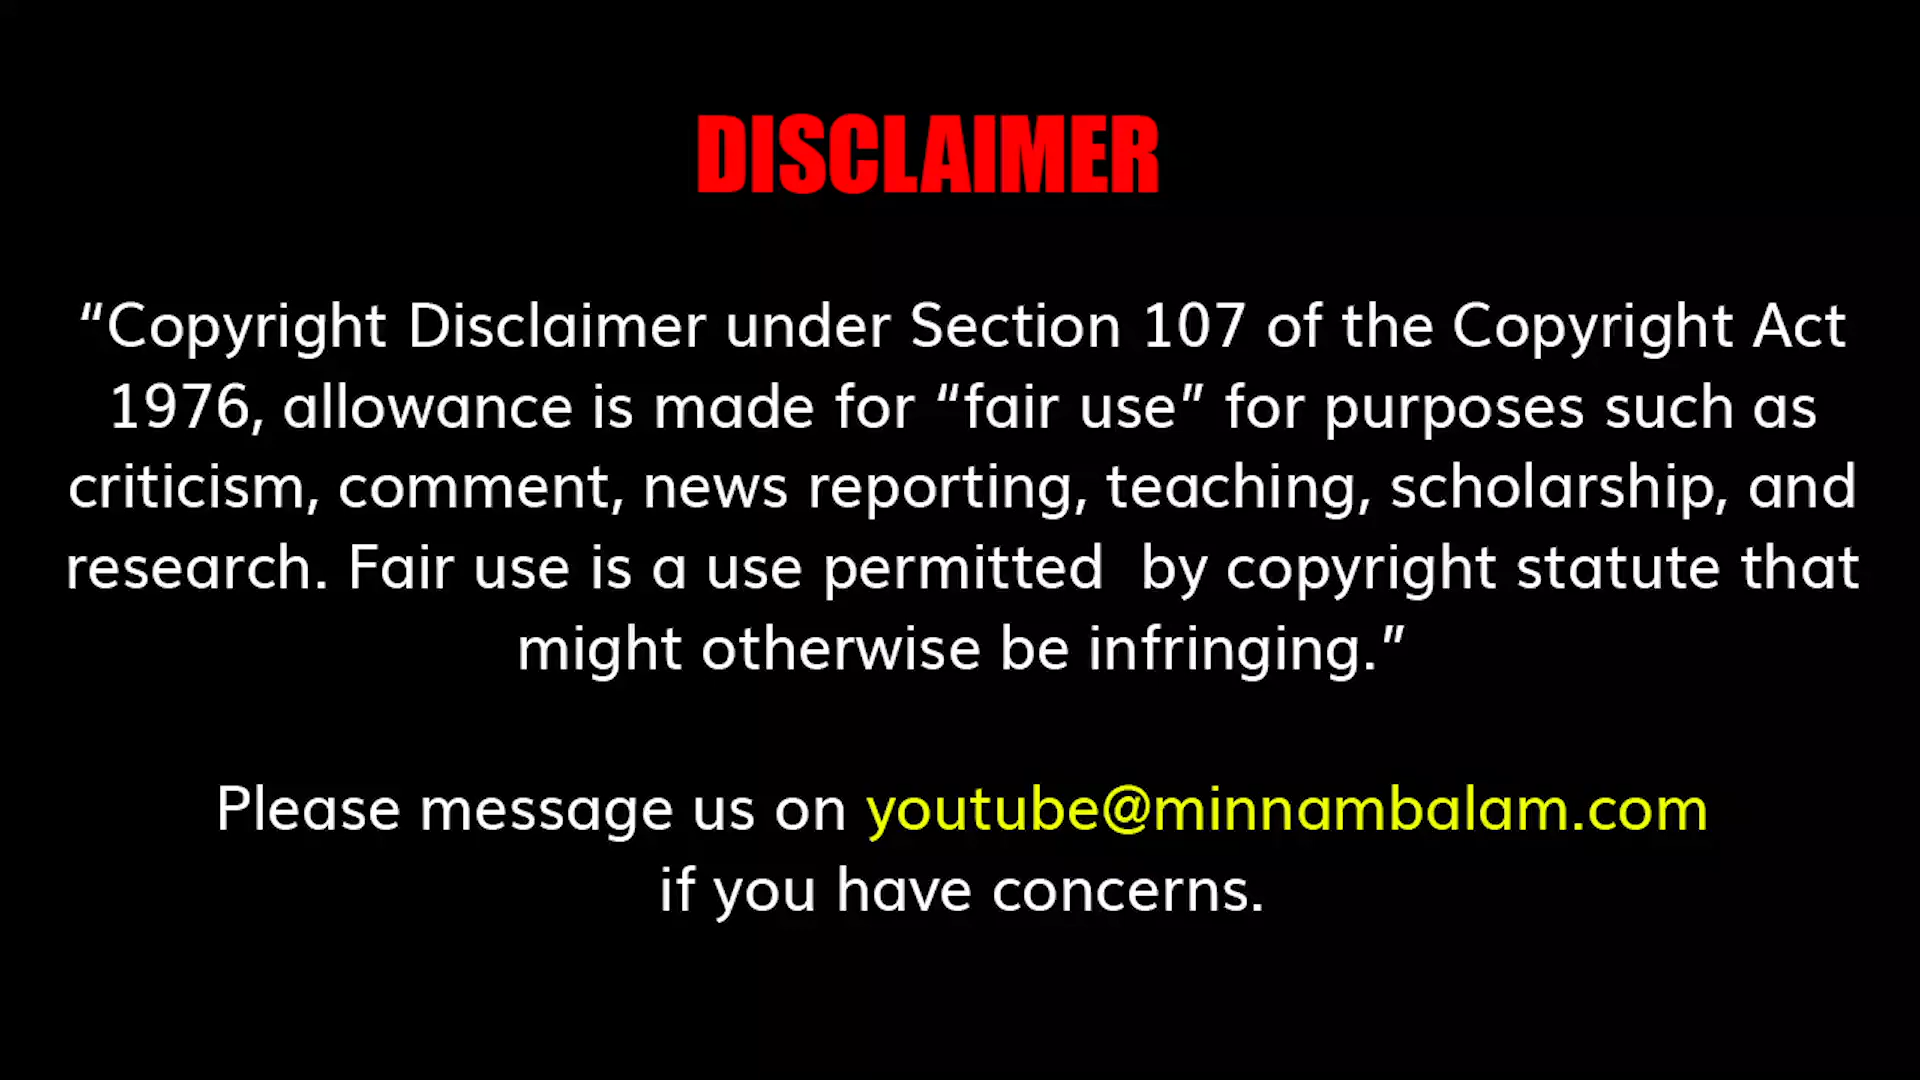 DISCLAIMER
“Copyright Disclaimer under Section 107 of the Copyright Act
1976, allowance is made for “fair use” for purposes such as
criticism, comment, news reporting, teaching, scholarship, and
research. Fair use is a use permitted  by copyright statute that
might otherwise be infringing.”
Please message us on youtube@minnambalam.com
if you have concerns.